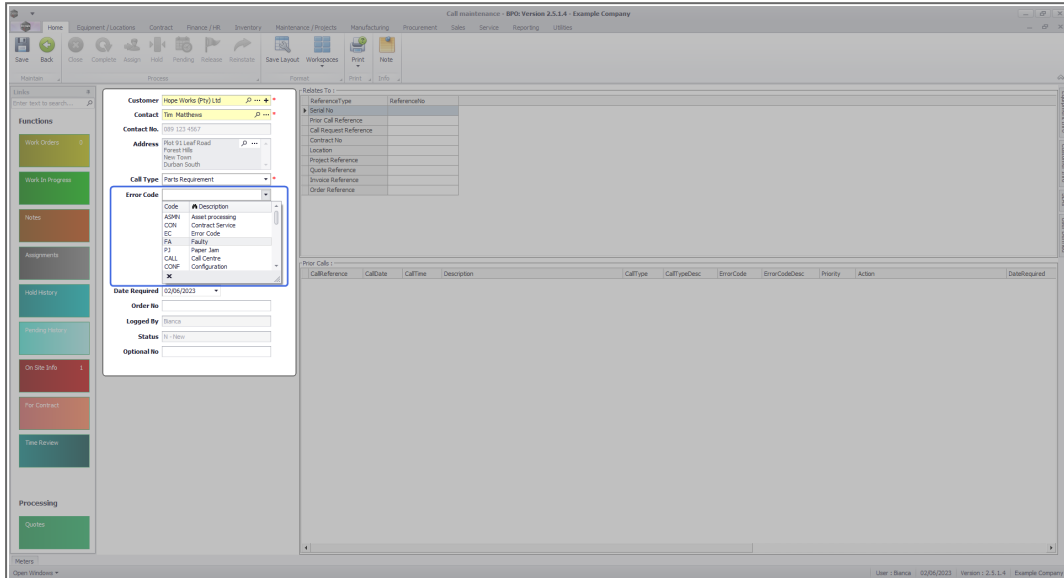 Call maintenance - BPO: Version 2.5.1.4 - Example Company
Home Equipment / Locations Contract Finance / HR Inventory Maintenance / Projects Manufacturing Procurement Sales Service Reporting Utilities
Save Back Close Complete Assign Hold Pending Release Reinstate Save Layout Workspaces Print Note
Maintain Process Format Print Info
Links
Enter text to search...
Functions
Work Orders 0
Work In Progress
Notes
Assignments
Hold History
Pending History
On Site Info 1
For Contract
Time Review
Processing
Quotes
Customer Hope Works (Pty) Ltd *
Contact Tim Matthews *
Contact No. 089 123 4567
Address Plot 91 Leaf Road
Forest Hills
New Town
Durban South
Call Type Parts Requirement *
Error Code
Code Description
ASMN Asset processing
CON Contract Service
EC Error Code
FA Faulty
PJ Paper Jam
CALL Call Centre
CONF Configuration
Date Required 02/06/2023
Order No
Logged By Bianca
Status N - New
Optional No
Relates To :
ReferenceType ReferenceNo
Serial No
Prior Call Reference
Call Request Reference
Contract No
Location
Project Reference
Quote Reference
Invoice Reference
Order Reference
Prior Calls :
CallReference CallDate CallTime Description CallType CallTypeDesc ErrorCode ErrorCodeDesc Priority Action DateRequired
Meters
Open Windows
User : Bianca 02/06/2023 Version : 2.5.1.4 Example Company